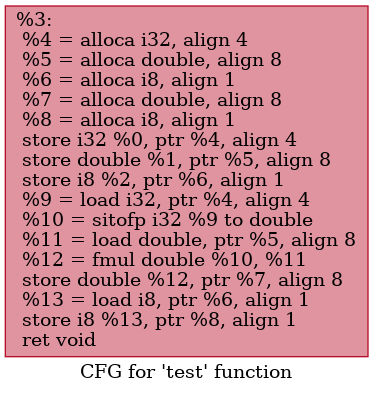 %3:
%4 = alloca i32, align 4
%5 = alloca double, align 8
%6 = alloca i8, align 1
%7 = alloca double, align 8
%8 = alloca i8, align 1
store i32 %0, ptr %4, align 4
store double %1, ptr %5, align 8
store i8 %2, ptr %6, align 1
%9 = load i32, ptr %4, align 4
%10 = sitofp i32 %9 to double
%11 = load double, ptr %5, align 8
%12 = fmul double %10, %11
store double %12, ptr %7, align 8
%13 = load i8, ptr %6, align 1
store i8 %13, ptr %8, align 1
ret void
CFG for 'test' function